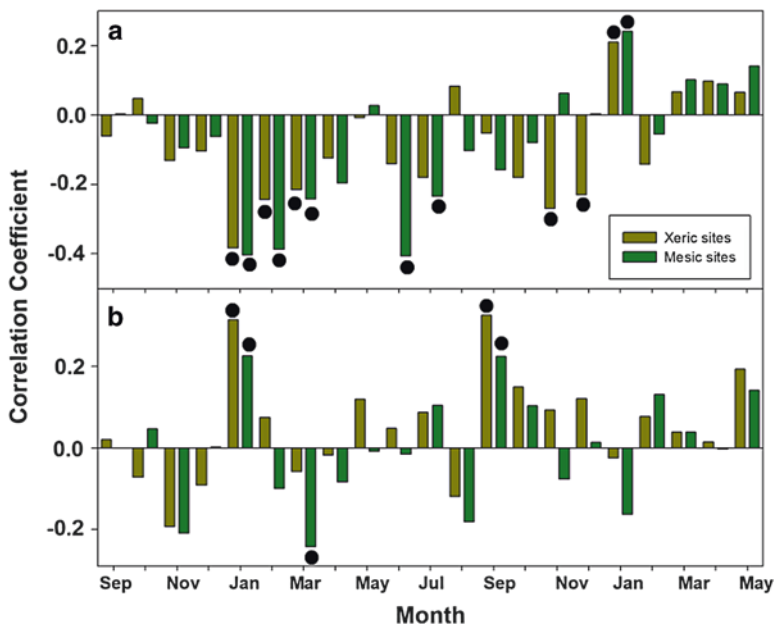 a
0.2
0.0
-0.2
-0.4
Xeric sites
Mesic sites
Correlation Coefficient
b
0.2
0.0
-0.2
Sep Nov Jan Mar May Jul Sep Nov Jan Mar May
Month